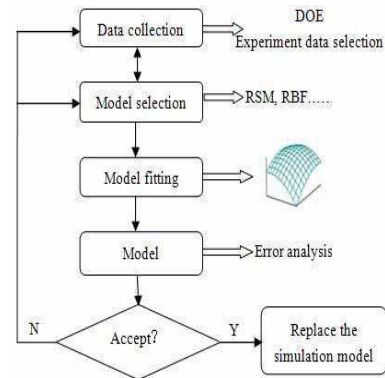 DOE
Data collection
Experiment data selection
Model selection
RSM, RBF......
Model fitting
Model
Error analysis
N
Accept?
Y
Replace the
simulation model